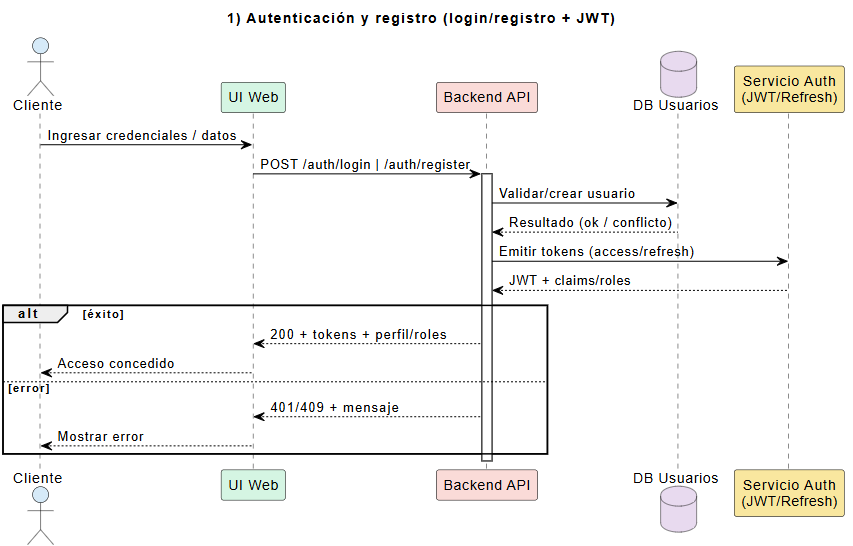 1) Autenticación y registro (login/registro + JWT)
Cliente
UI Web
Backend API
DB Usuarios
Servicio Auth
(JWT/Refresh)
Ingresar credenciales / datos
POST /auth/login | /auth/register
Validar/crear usuario
Resultado (ok / conflicto)
Emitir tokens (access/refresh)
JWT + claims/roles
alt [éxito]
200 + tokens + perfil/roles
Acceso concedido
[error]
401/409 + mensaje
Mostrar error
Cliente
UI Web
Backend API
DB Usuarios
Servicio Auth
(JWT/Refresh)